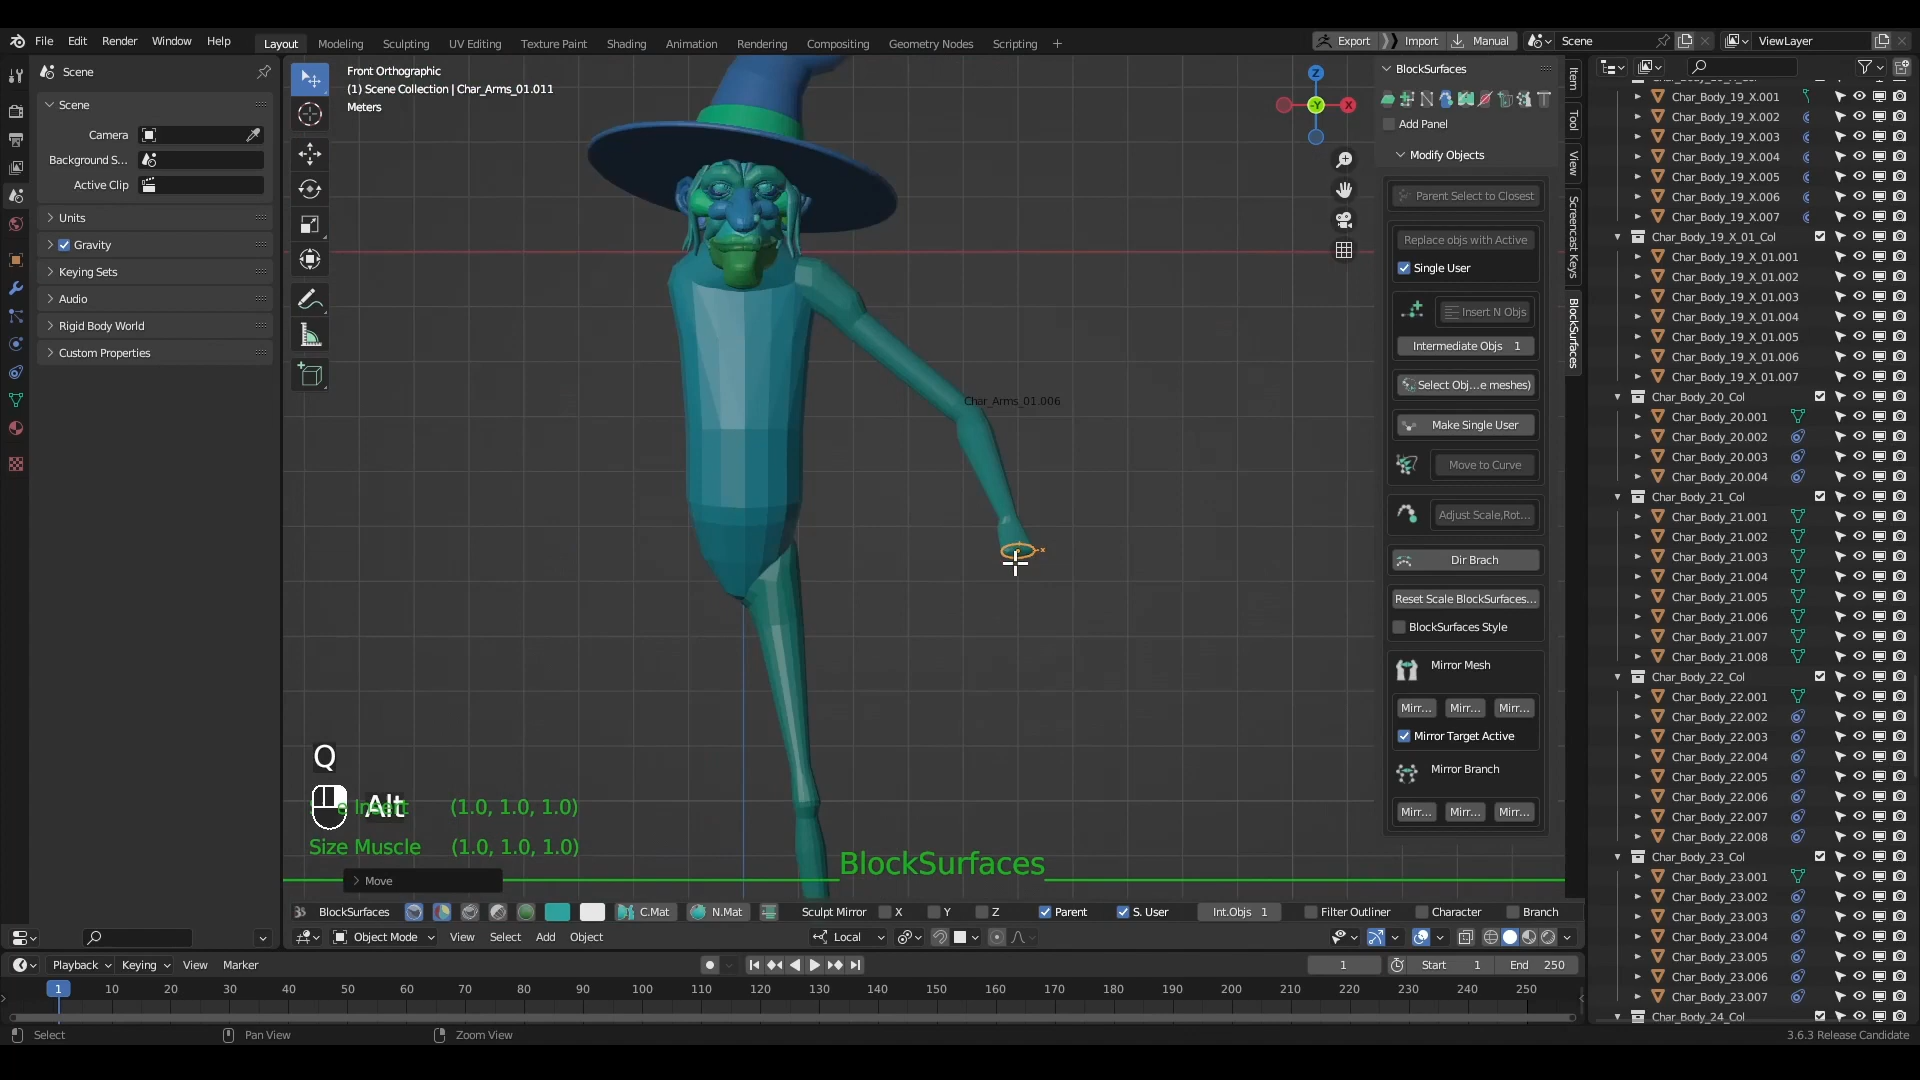 File Edit Render Window Help
Layout Modeling Sculpting UV Editing Texture Paint Shading Animation Rendering Compositing Geometry Nodes Scripting +
Export Import Manual Scene ViewLayer
Scene
Scene
Camera
Background S...
Active Clip
Units
Gravity
Keying Sets
Audio
Rigid Body World
Custom Properties
Front Orthographic
(1) Scene Collection | Char_Arms_01.011
Meters
Z
-Y
X
Char_Arms_01.006
Q
Alt
(1.0, 1.0, 1.0)
Size Muscle (1.0, 1.0, 1.0)
BlockSurfaces
Move
BlockSurfaces
Add Panel
Modify Objects
Parent Select to Closest
Replace objs with Active
Single User
Insert N Objs
Intermediate Objs 1
Select Obj...e meshes)
Make Single User
Move to Curve
Adjust Scale,Rot...
Dir Brach
Reset Scale BlockSurfaces...
BlockSurfaces Style
Mirror Mesh
Mirr... Mirr... Mirr...
Mirror Target Active
Mirror Branch
Mirr... Mirr... Mirr...
Item
Tool
View
Screencast Keys
BlockSurfaces
Char_Body_19_X.001
Char_Body_19_X.002
Char_Body_19_X.003
Char_Body_19_X.004
Char_Body_19_X.005
Char_Body_19_X.006
Char_Body_19_X.007
Char_Body_19_X_01_Col
Char_Body_19_X_01.001
Char_Body_19_X_01.002
Char_Body_19_X_01.003
Char_Body_19_X_01.004
Char_Body_19_X_01.005
Char_Body_19_X_01.006
Char_Body_19_X_01.007
Char_Body_20_Col
Char_Body_20.001
Char_Body_20.002
Char_Body_20.003
Char_Body_20.004
Char_Body_21_Col
Char_Body_21.001
Char_Body_21.002
Char_Body_21.003
Char_Body_21.004
Char_Body_21.005
Char_Body_21.006
Char_Body_21.007
Char_Body_21.008
Char_Body_22_Col
Char_Body_22.001
Char_Body_22.002
Char_Body_22.003
Char_Body_22.004
Char_Body_22.005
Char_Body_22.006
Char_Body_22.007
Char_Body_22.008
Char_Body_23_Col
Char_Body_23.001
Char_Body_23.002
Char_Body_23.003
Char_Body_23.004
Char_Body_23.005
Char_Body_23.006
Char_Body_23.007
Char_Body_24_Col
BlockSurfaces C.Mat N.Mat Sculpt Mirror X Y Z Parent S. User Int.Objs 1 Filter Outliner Character Branch
Object Mode View Select Add Object Local
Playback Keying View Marker 1 Start 1 End 250
1 10 20 30 40 50 60 70 80 90 100 110 120 130 140 150 160 170 180 190 200 210 220 230 240 250
Select Pan View Zoom View 3.6.3 Release Candidate